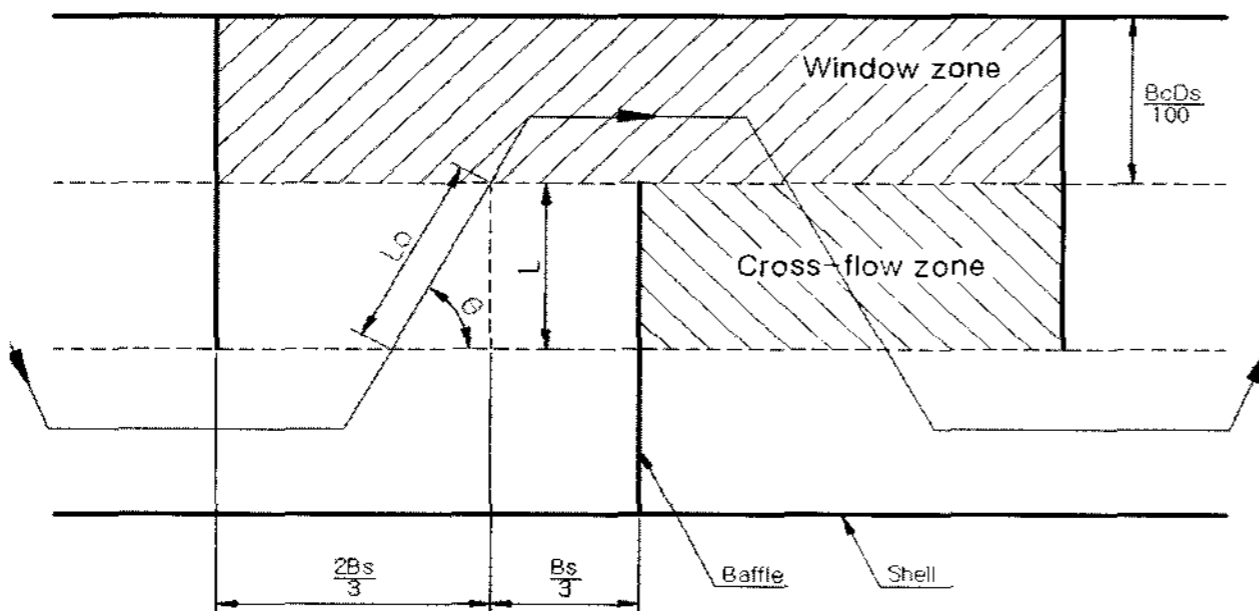 Window zone
BcDs
100
Lo
θ
L
Cross-flow zone
2Bs
3
Bs
3
Baffle
Shell